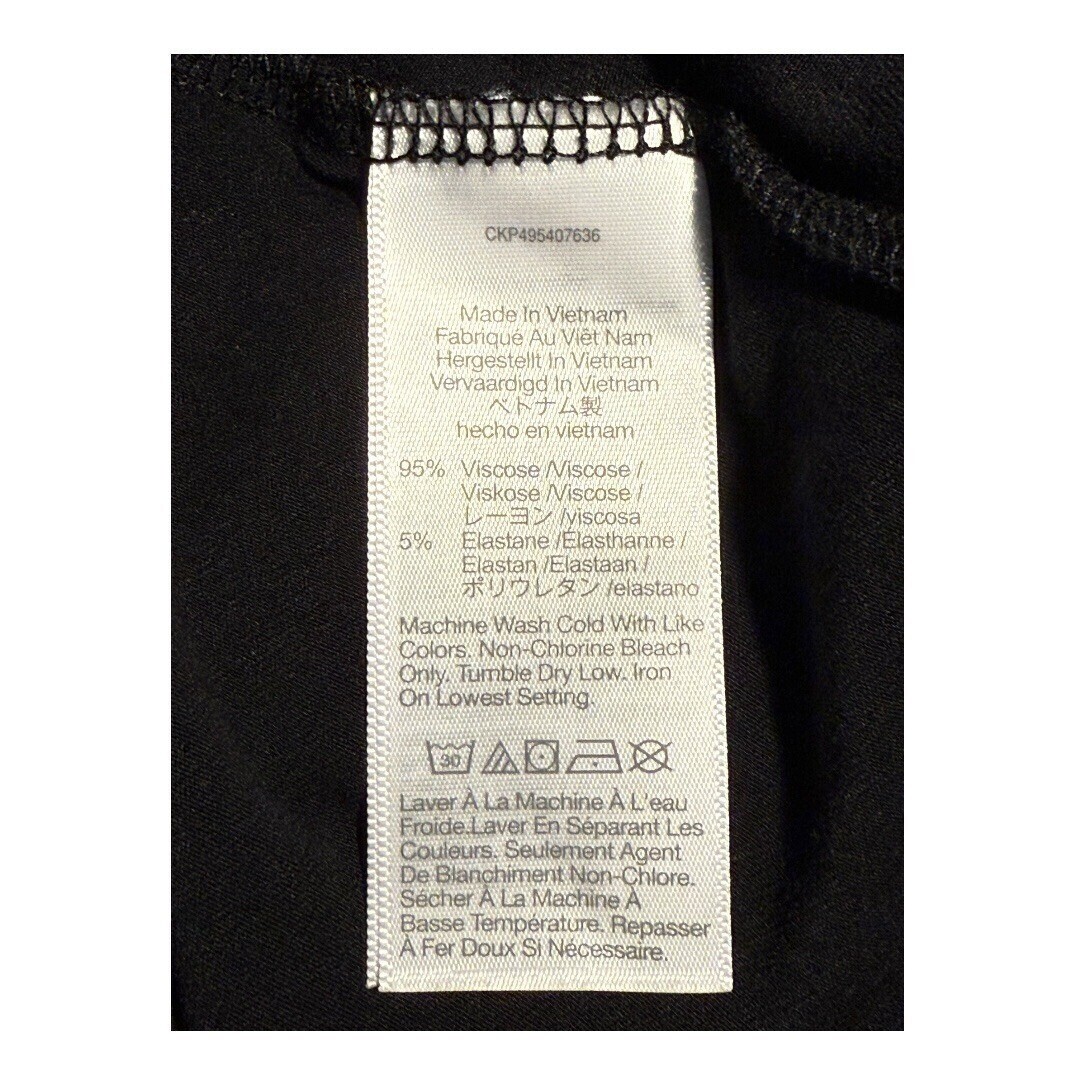 CKP495407636
Made In Vietnam
Fabriqué Au Viêt Nam
Hergestellt In Vietnam
Vervaardigd In Vietnam
ベトナム製
hecho en vietnam
95% Viscose /Viscose /
Viskose /Viscose /
レーヨン /viscosa
5% Elastane /Elasthanne /
Elastan /Elastaan /
ポリウレタン /elastano
Machine Wash Cold With Like
Colors. Non-Chlorine Bleach
Only. Tumble Dry Low. Iron
On Lowest Setting.
30
Laver À La Machine À L'eau
Froide.Laver En Séparant Les
Couleurs. Seulement Agent
De Blanchiment Non-Chlore.
Sécher À La Machine À
Basse Température. Repasser
À Fer Doux Si Nécessaire.